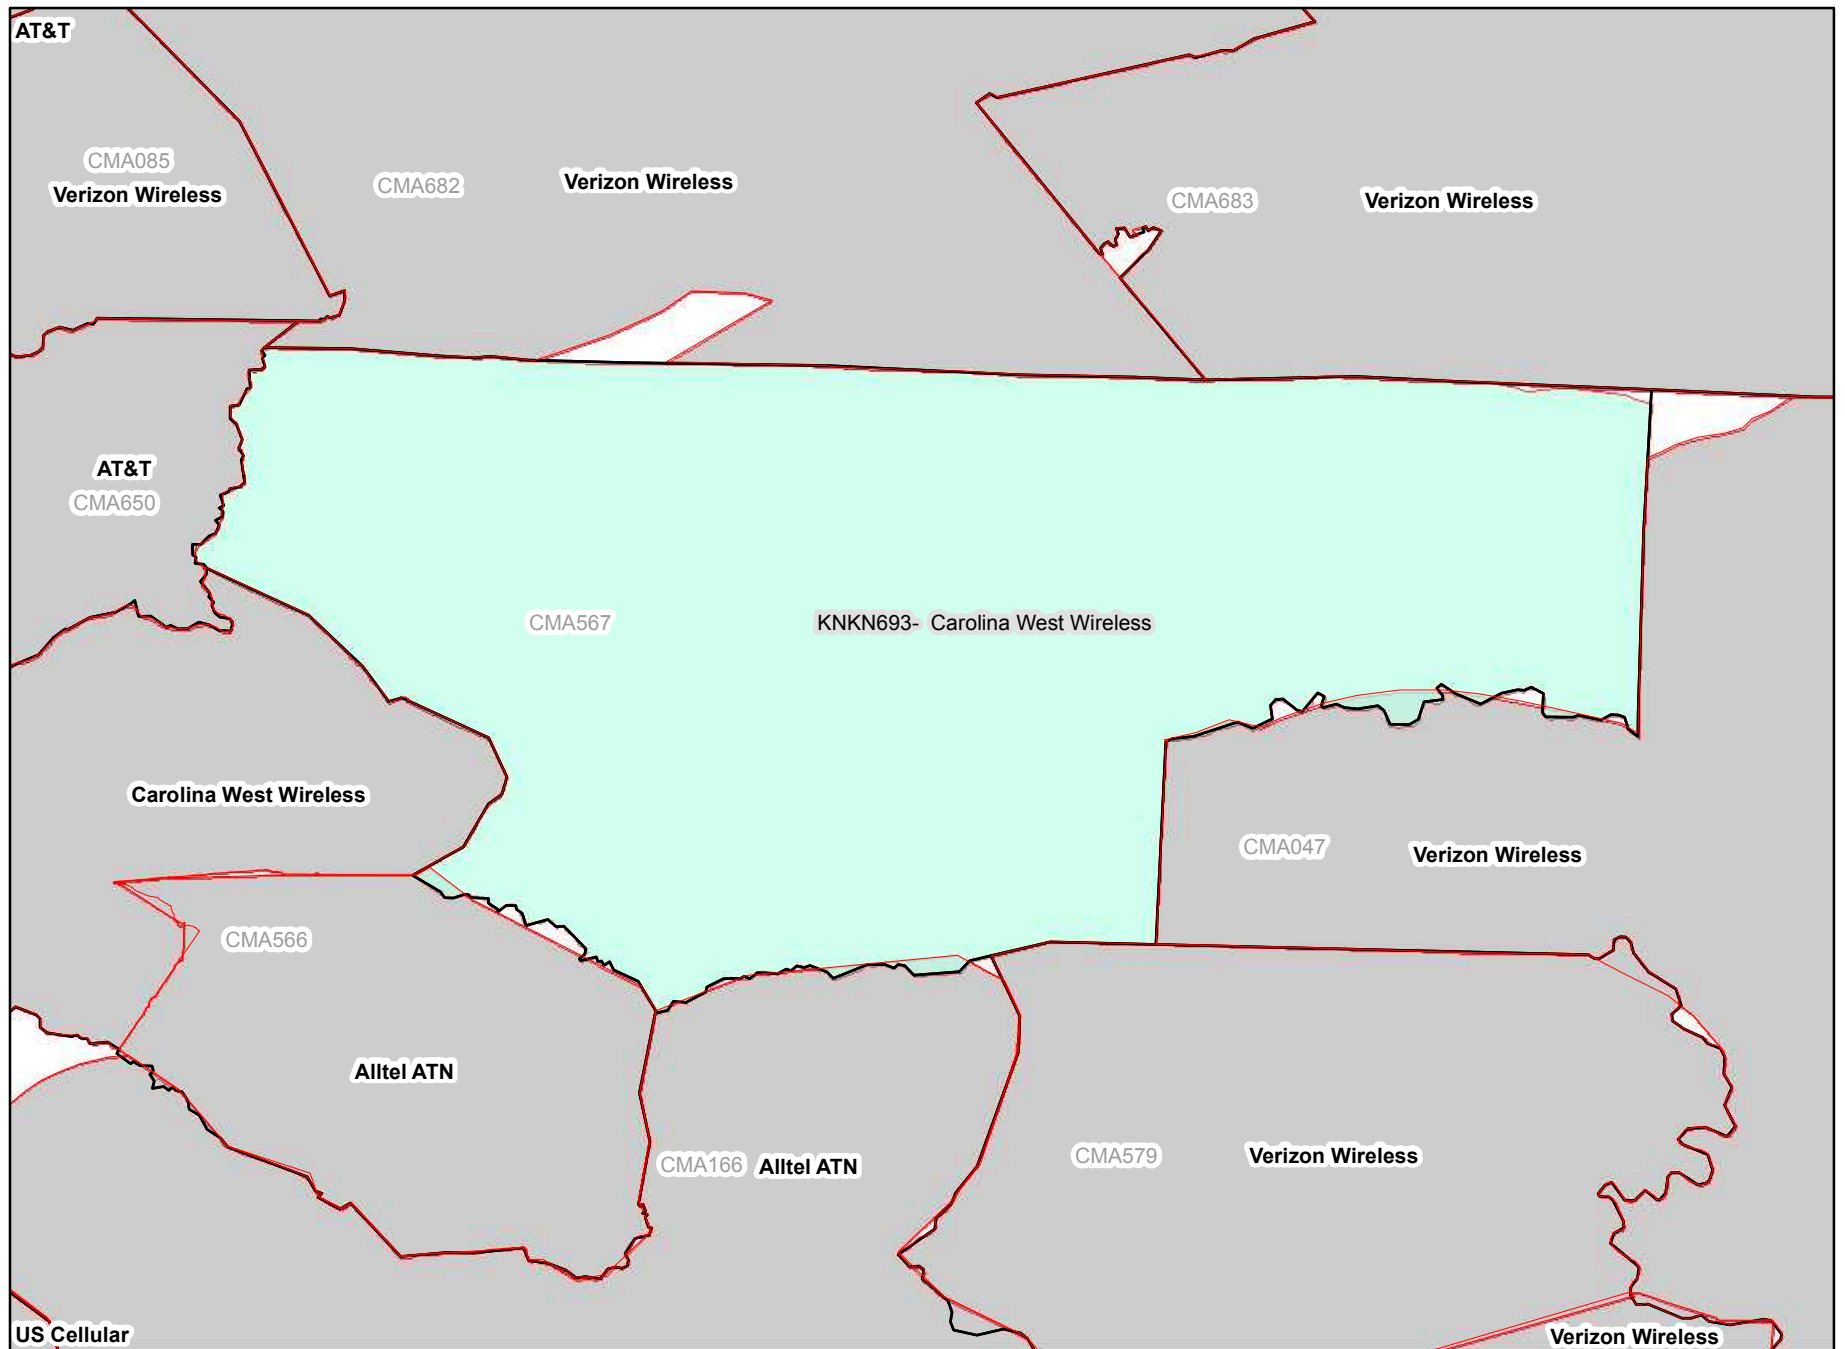 AT&T
CMA085
Verizon Wireless
CMA682
Verizon Wireless
CMA683
Verizon Wireless
AT&T
CMA650
CMA567
KNKN693- Carolina West Wireless
Carolina West Wireless
CMA047
Verizon Wireless
CMA566
Alltel ATN
CMA166
Alltel ATN
CMA579
Verizon Wireless
US Cellular
Verizon Wireless